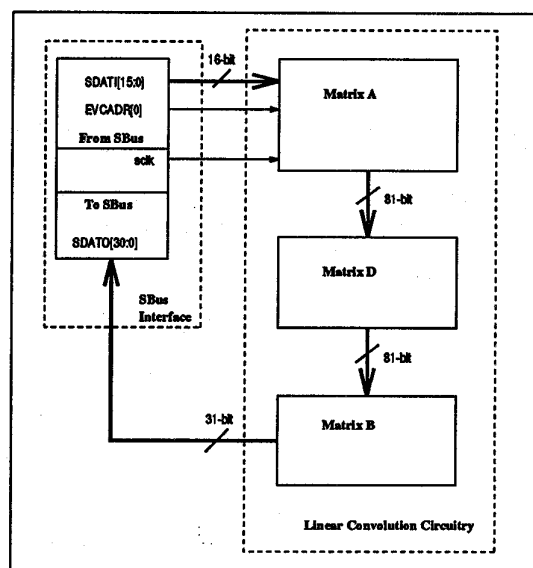 16-bit
SDATI[15:0]
EVCADR[0]
From SBus
sclk
To SBus
SDATO[30:0]
SBus
Interface
Matrix A
81-bit
Matrix D
81-bit
Matrix B
31-bit
Linear Convolution Circuitry